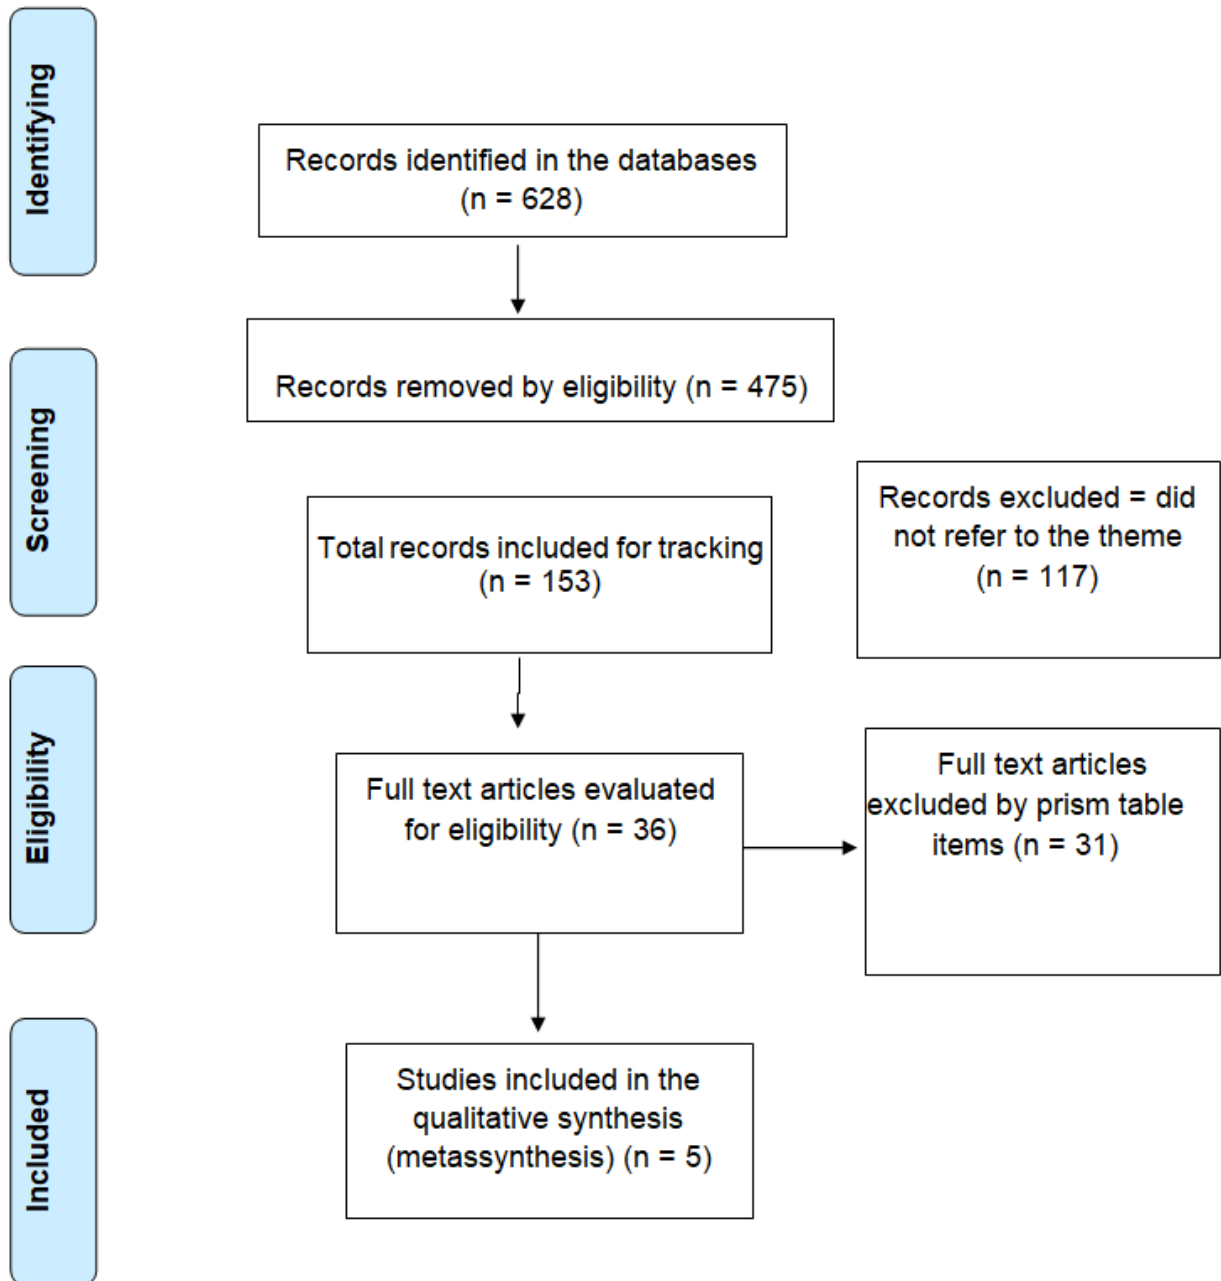 Identifying
Records identified in the databases
(n = 628)
Records removed by eligibility (n = 475)
Screening
Total records included for tracking
(n = 153)
Records excluded = did
not refer to the theme
(n = 117)
Eligibility
Full text articles evaluated
for eligibility (n = 36)
Full text articles
excluded by prism table
items (n = 31)
Included
Studies included in the
qualitative synthesis
(metassynthesis) (n = 5)